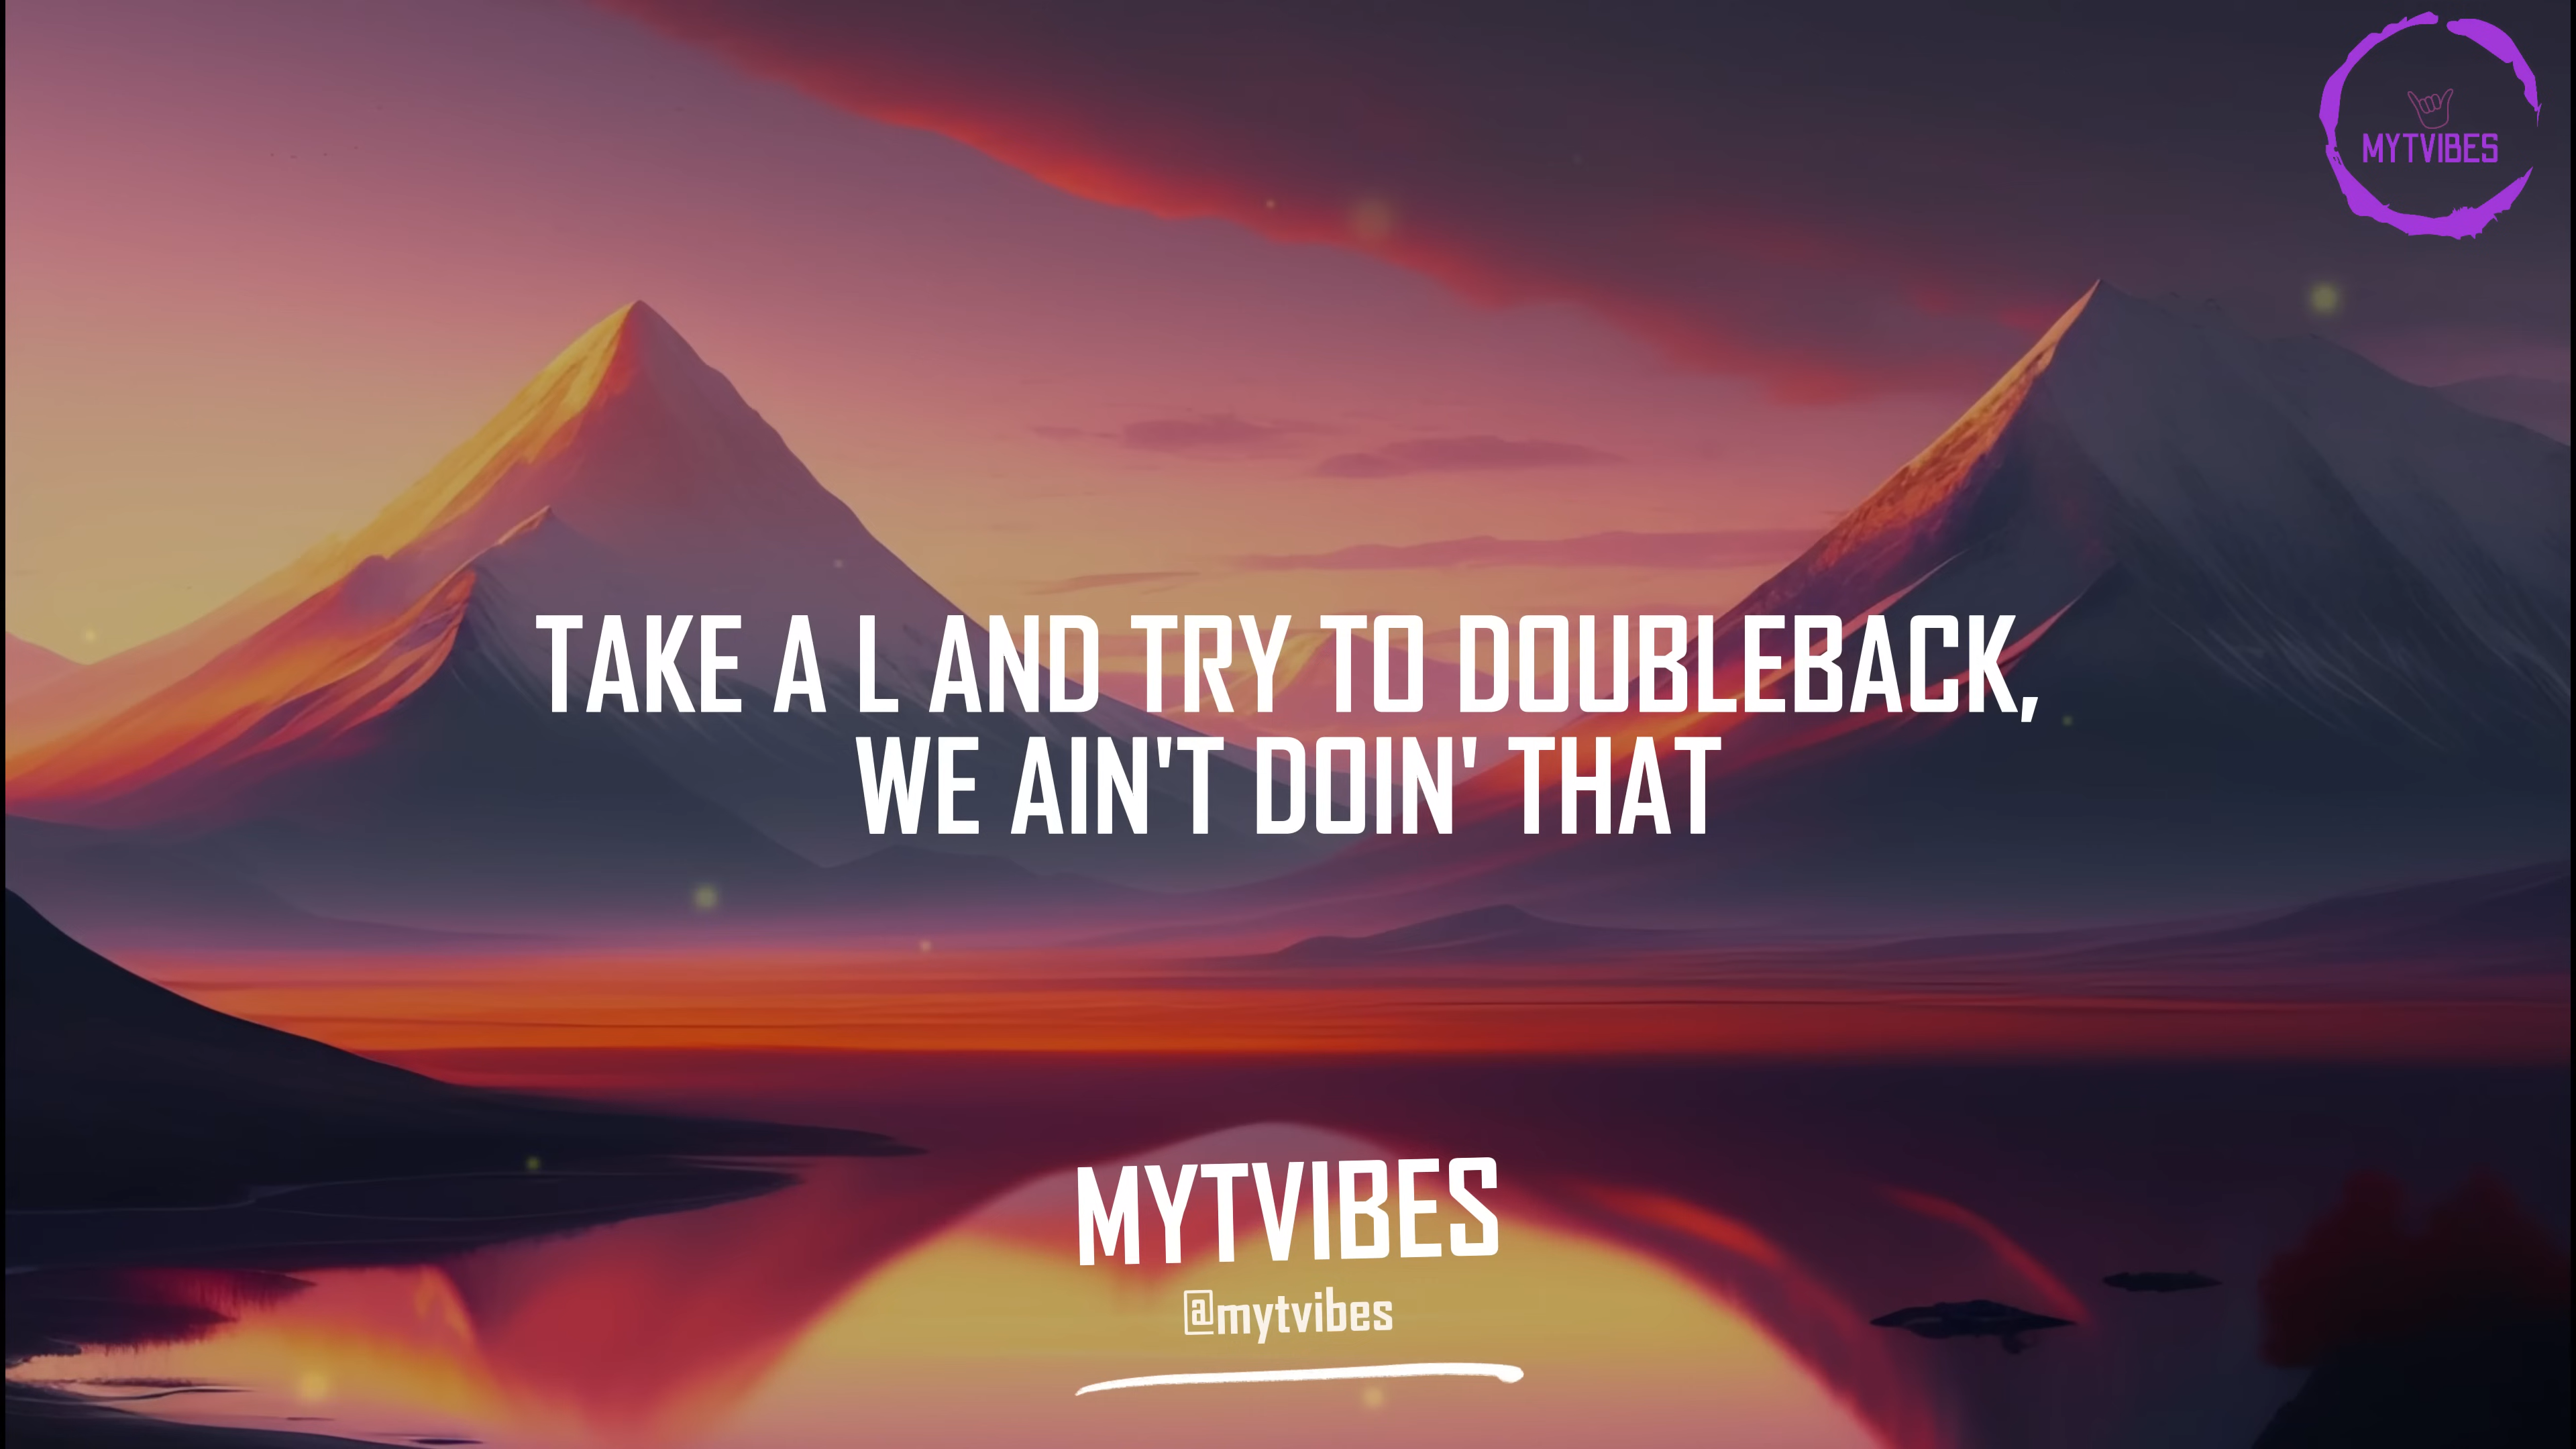 MYTVIBES
TAKE A L AND TRY TO DOUBLEBACK,
WE AIN'T DOIN' THAT
MYTVIBES
@mytvibes